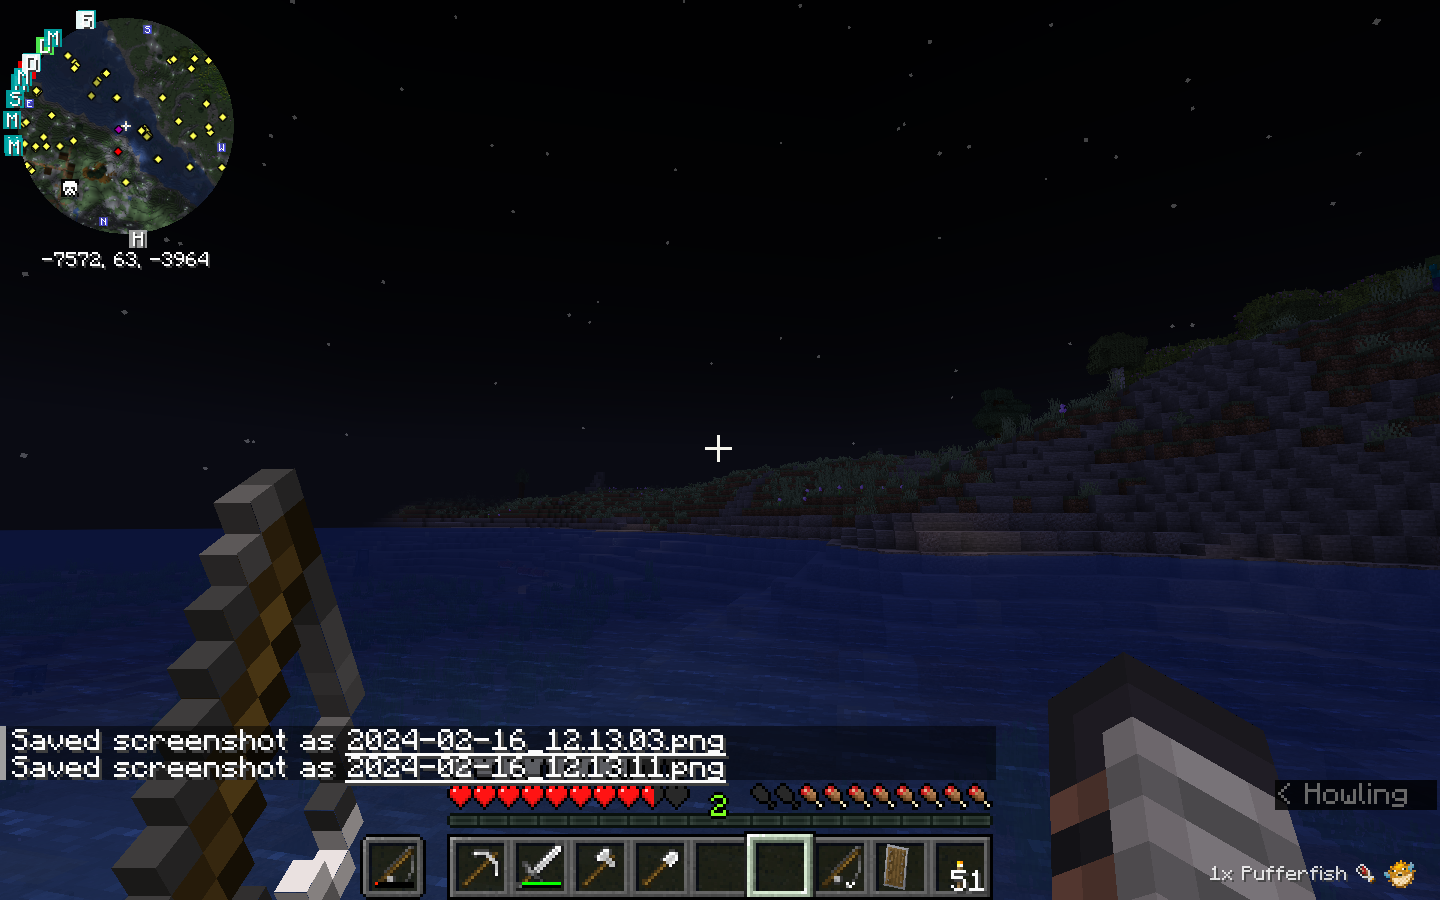 R
S
M
D
M
S
E
M
W
M
N
H
-7572, 63, -3964
Saved screenshot as 2024-02-16_12.13.03.png
Saved screenshot as 2024-02-16_12.13.11.png
2
< Howling
51
1x Pufferfish